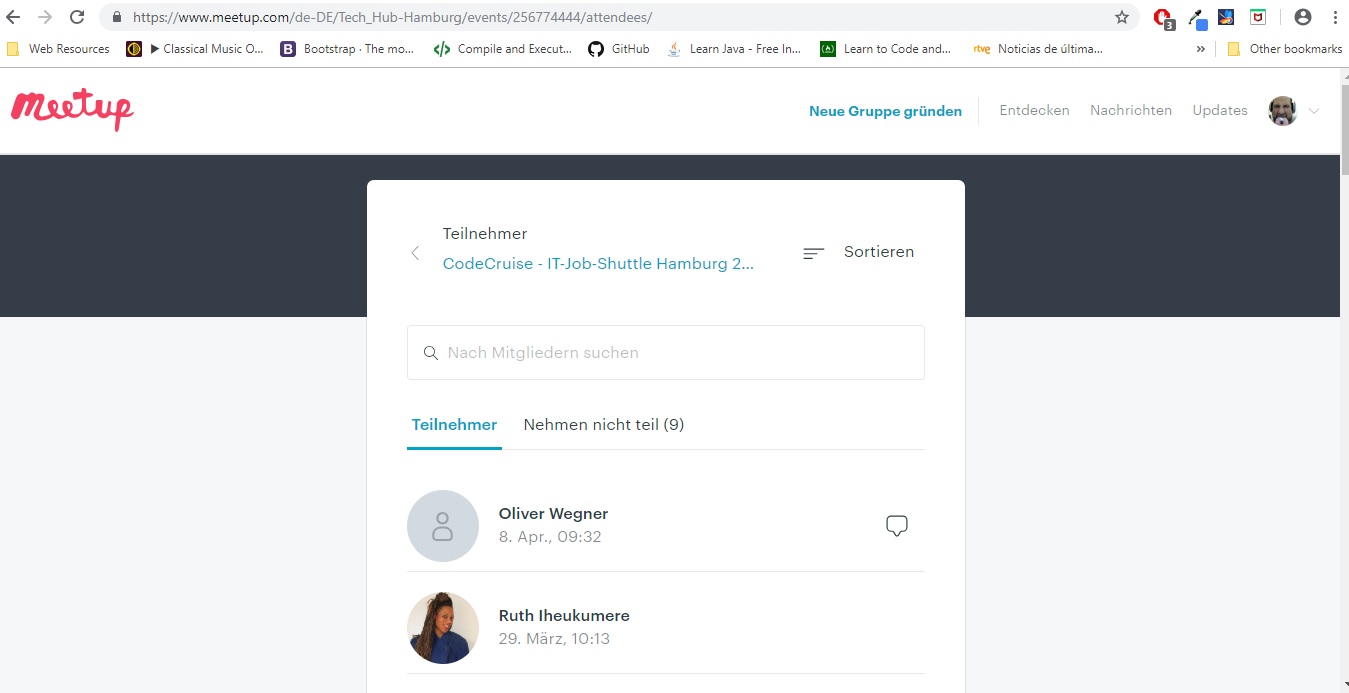 https://www.meetup.com/de-DE/Tech_Hub-Hamburg/events/256774444/attendees/
3
Web Resources
▶ Classical Music O...
B
Bootstrap · The mo...
</> Compile and Execut...
GitHub
Learn Java - Free In...
Learn to Code and...
rtve
Noticias de última...
»
Other bookmarks
meetup
Neue Gruppe gründen
Entdecken
Nachrichten
Updates
Teilnehmer
CodeCruise - IT-Job-Shuttle Hamburg 2...
Sortieren
Nach Mitgliedern suchen
Teilnehmer
Nehmen nicht teil (9)
Oliver Wegner
8. Apr., 09:32
Ruth Iheukumere
29. März, 10:13